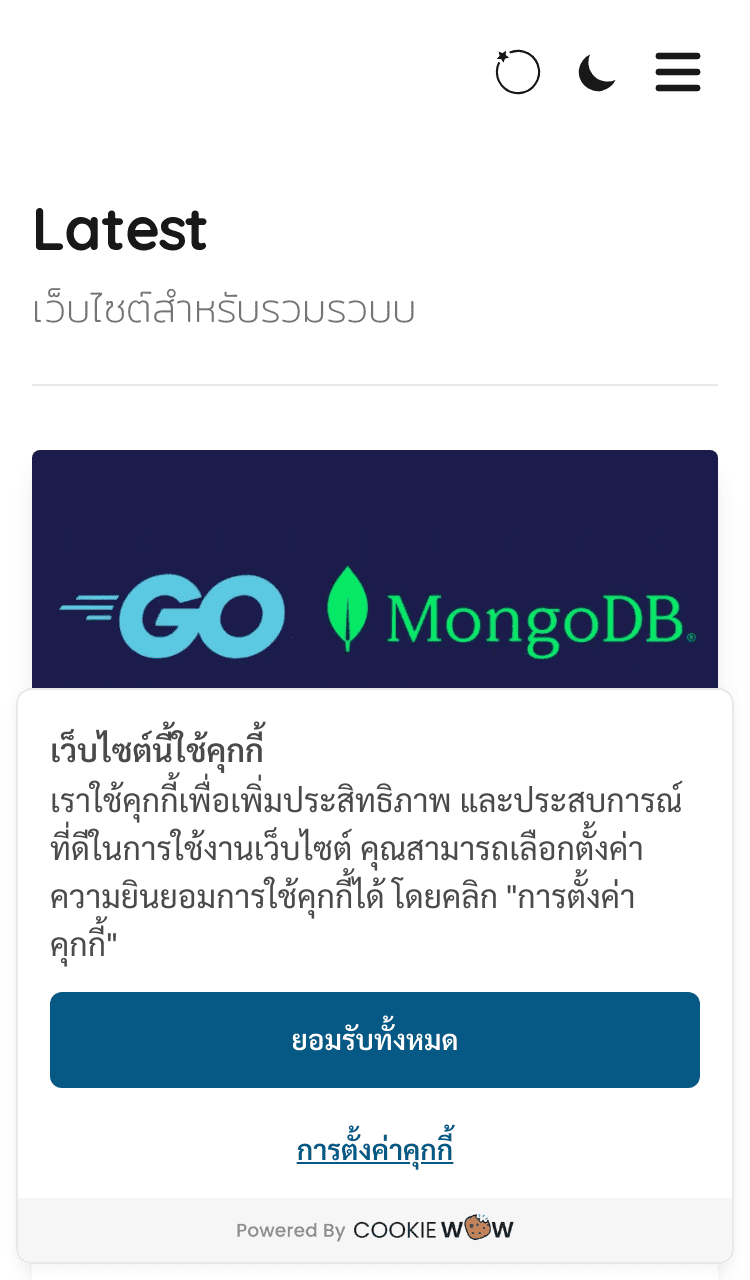 Latest
เว็บไซต์สำหรับรวมรวบบ
GO MongoDB®
เว็บไซต์นี้ใช้คุกกี้
เราใช้คุกกี้เพื่อเพิ่มประสิทธิภาพ และประสบการณ์
ที่ดีในการใช้งานเว็บไซต์ คุณสามารถเลือกตั้งค่า
ความยินยอมการใช้คุกกี้ได้ โดยคลิก "การตั้งค่า
คุกกี้"
ยอมรับทั้งหมด
การตั้งค่าคุกกี้
Powered By COOKIE WOW